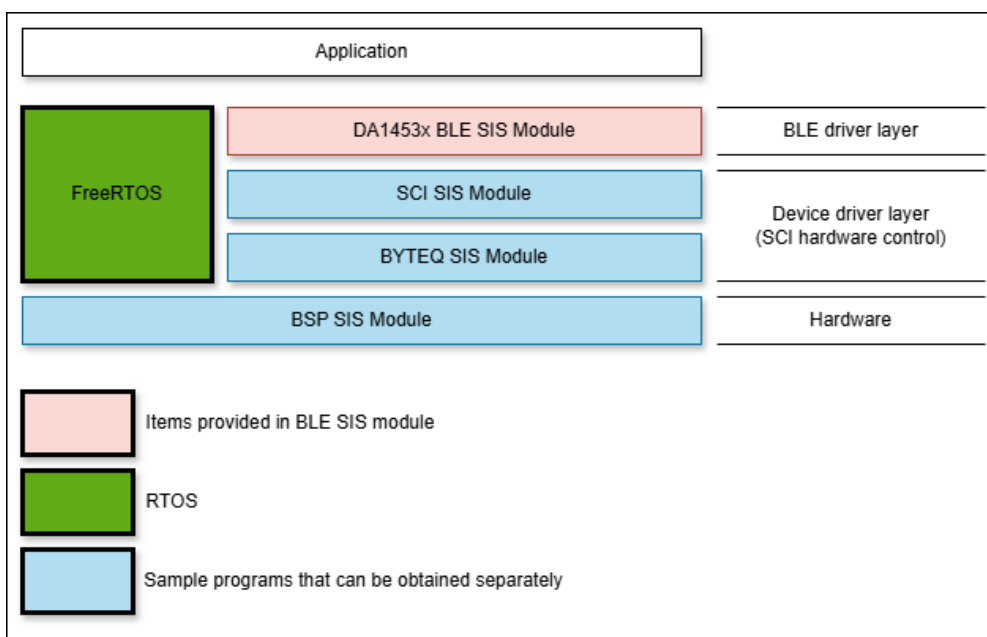 Application
DA1453x BLE SIS Module
BLE driver layer
FreeRTOS
SCI SIS Module
Device driver layer
(SCI hardware control)
BYTEQ SIS Module
BSP SIS Module
Hardware
Items provided in BLE SIS module
RTOS
Sample programs that can be obtained separately